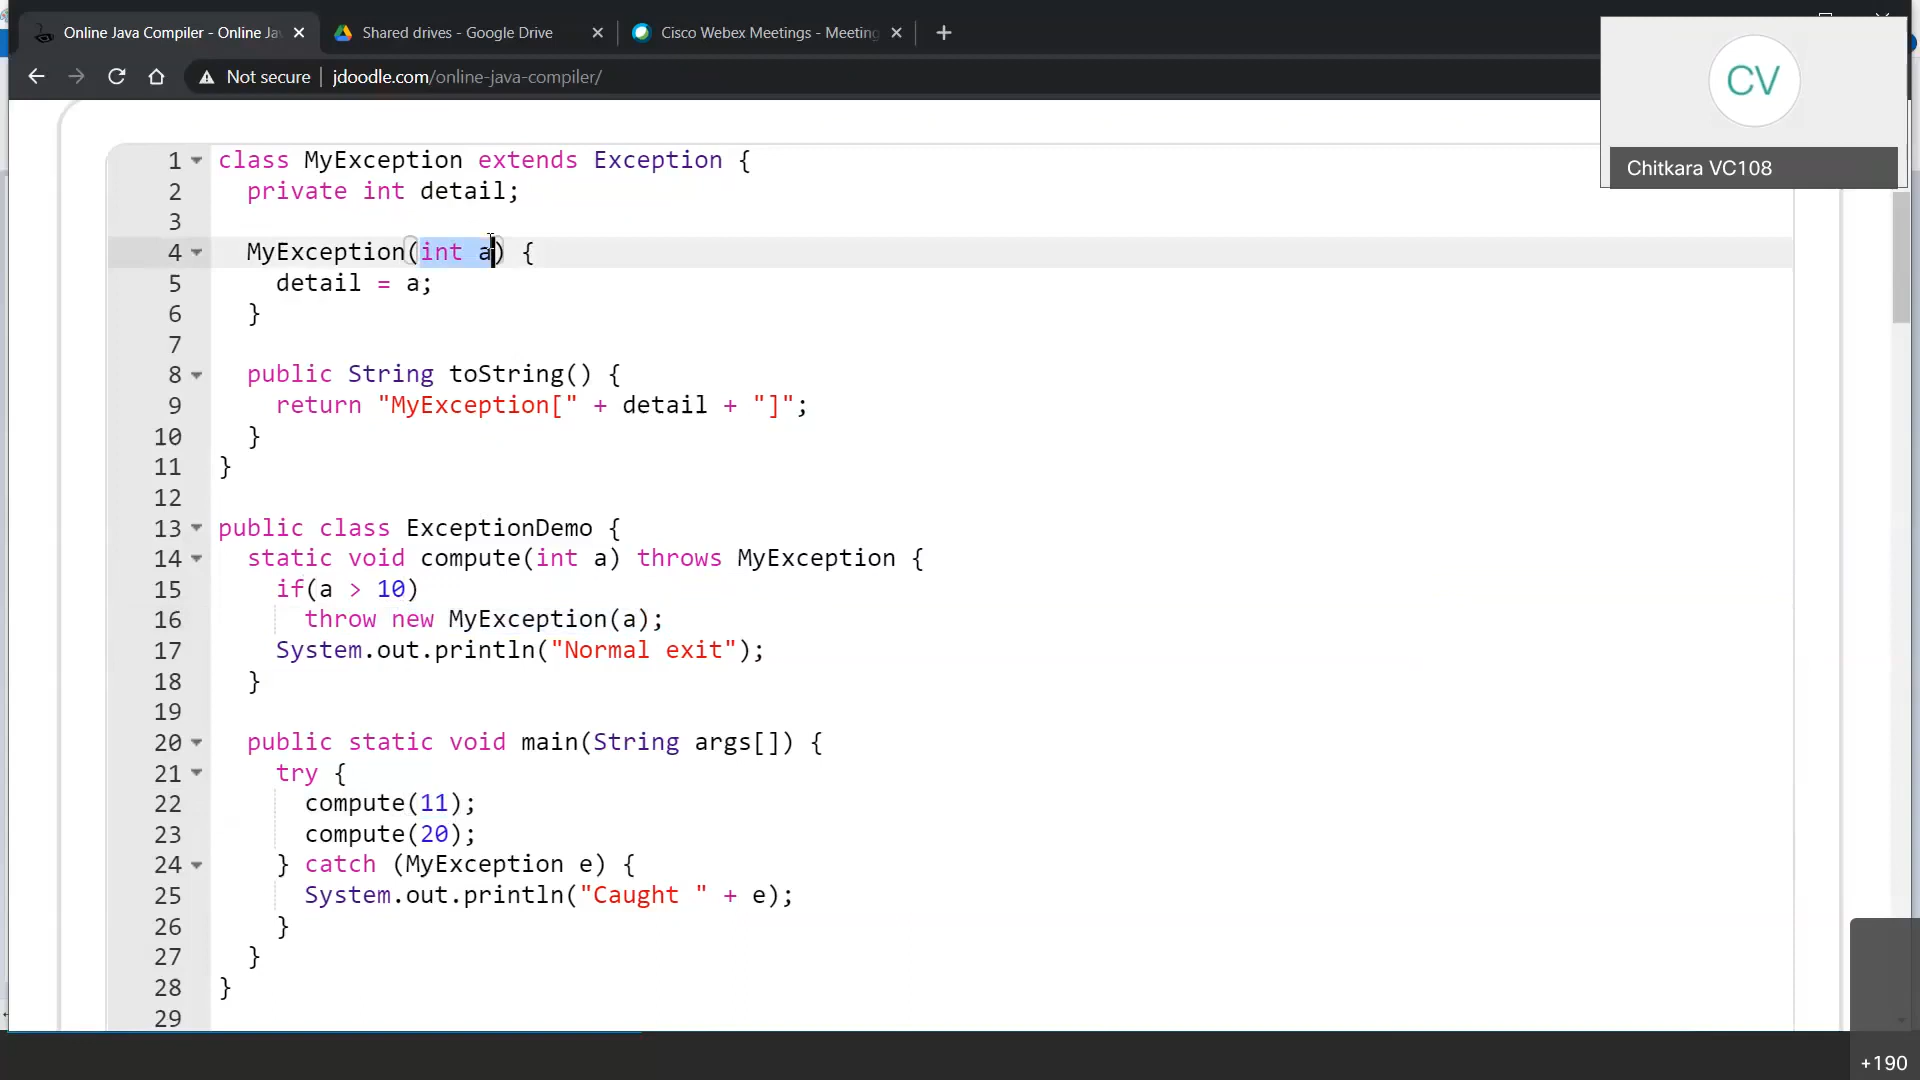 Online Java Compiler - Online Ja
Shared drives - Google Drive
Cisco Webex Meetings - Meeting
Not secure | jdoodle.com/online-java-compiler/
CV
Chitkara VC108
1 class MyException extends Exception {
2   private int detail;
3
4   MyException(int a) {
5     detail = a;
6   }
7
8   public String toString() {
9     return "MyException[" + detail + "]";
10   }
11 }
12
13 public class ExceptionDemo {
14   static void compute(int a) throws MyException {
15     if(a > 10)
16       throw new MyException(a);
17     System.out.println("Normal exit");
18   }
19
20   public static void main(String args[]) {
21     try {
22       compute(11);
23       compute(20);
24     } catch (MyException e) {
25       System.out.println("Caught " + e);
26     }
27   }
28 }
29
+190